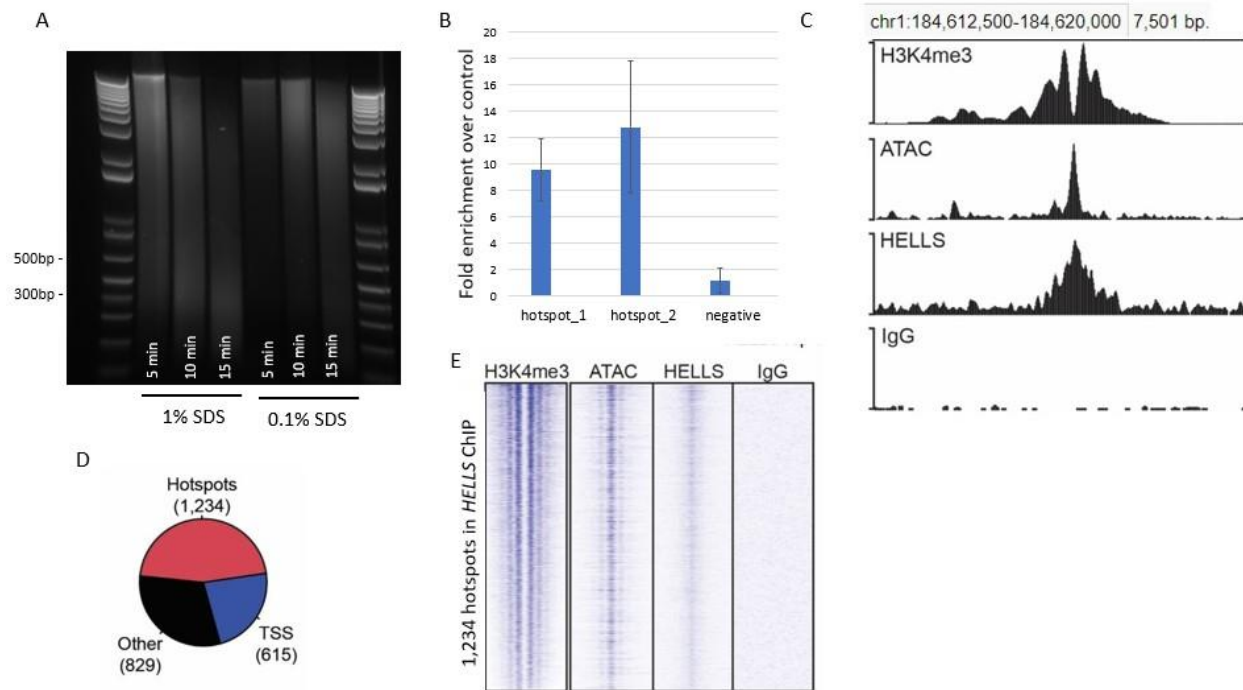 A
500bp -
300bp -
5 min
10 min
15 min
5 min
10 min
15 min
1% SDS
0.1% SDS
B
Fold enrichment over control
20
18
16
14
12
10
8
6
4
2
0
hotspot_1
hotspot_2
negative
C
chr1:184,612,500-184,620,000 7,501 bp.
H3K4me3
ATAC
HELLS
IgG
D
Hotspots
(1,234)
Other
(829)
TSS
(615)
E
H3K4me3 ATAC HELLS IgG
1,234 hotspots in HELLS ChIP